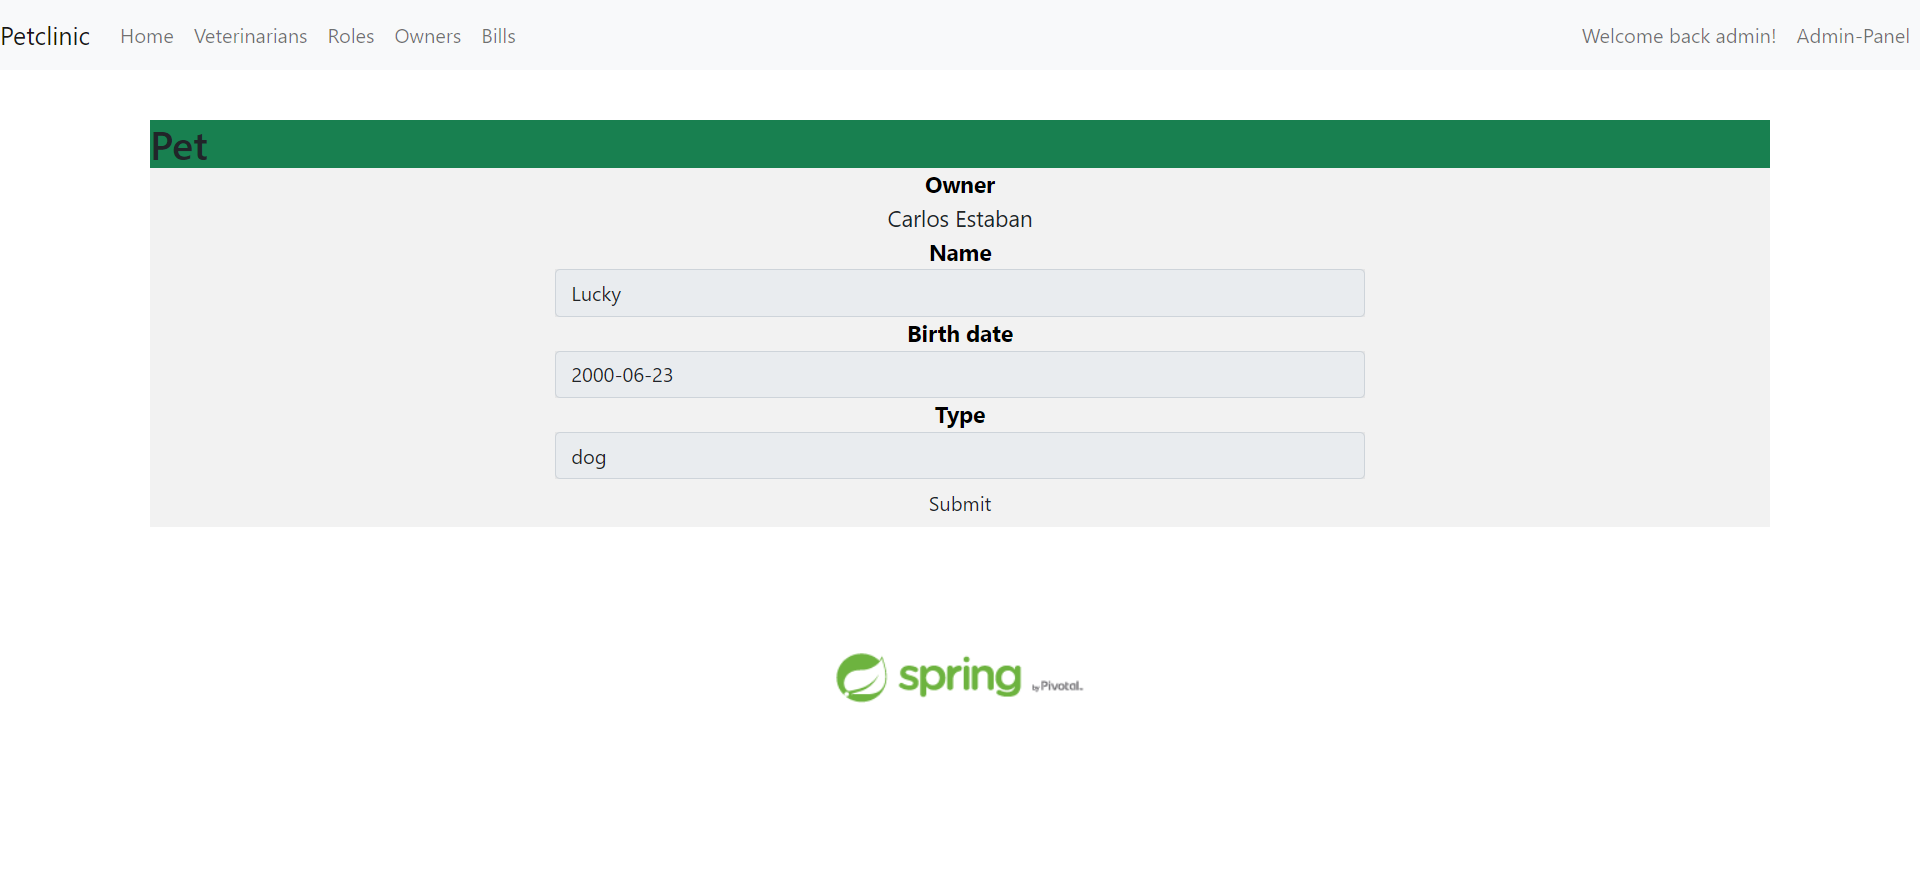 Petclinic Home Veterinarians Roles Owners Bills Welcome back admin! Admin-Panel
Pet
Owner
Carlos Estaban
Name
Lucky
Birth date
2000-06-23
Type
dog
Submit
spring by Pivotal.